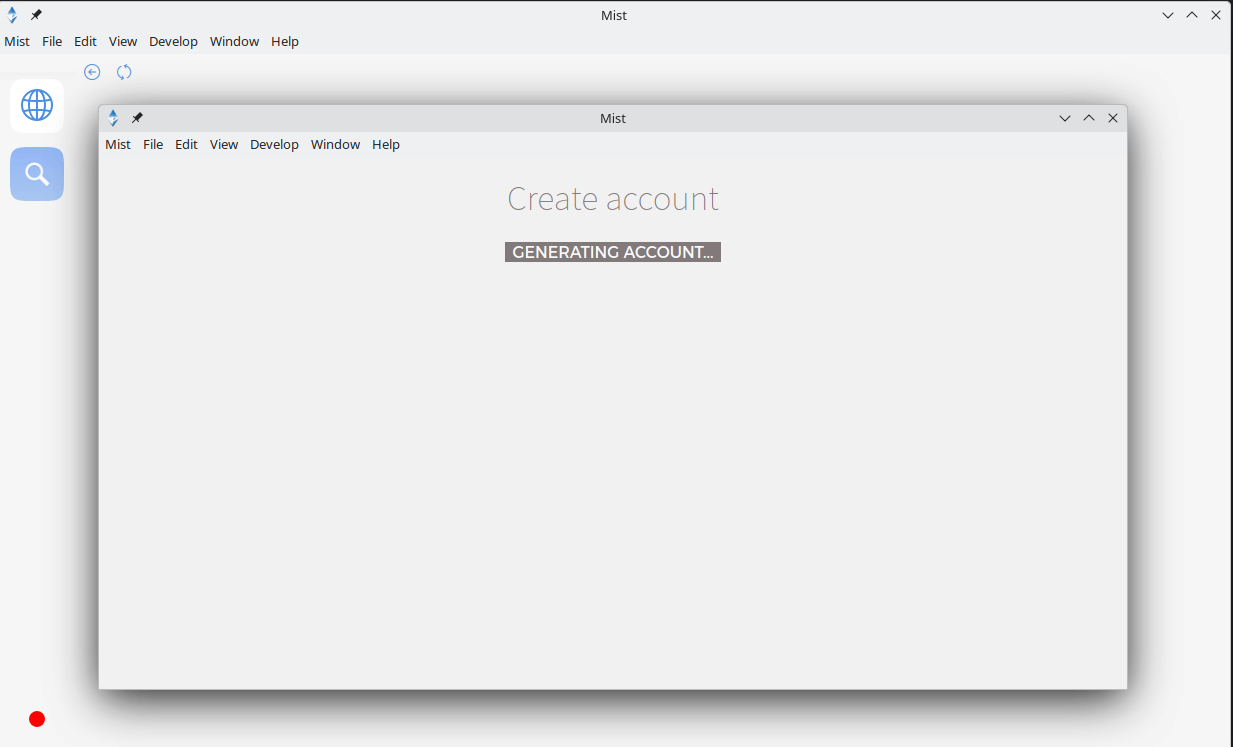 Mist
Mist File Edit View Develop Window Help
Mist
Mist File Edit View Develop Window Help
Create account
GENERATING ACCOUNT...